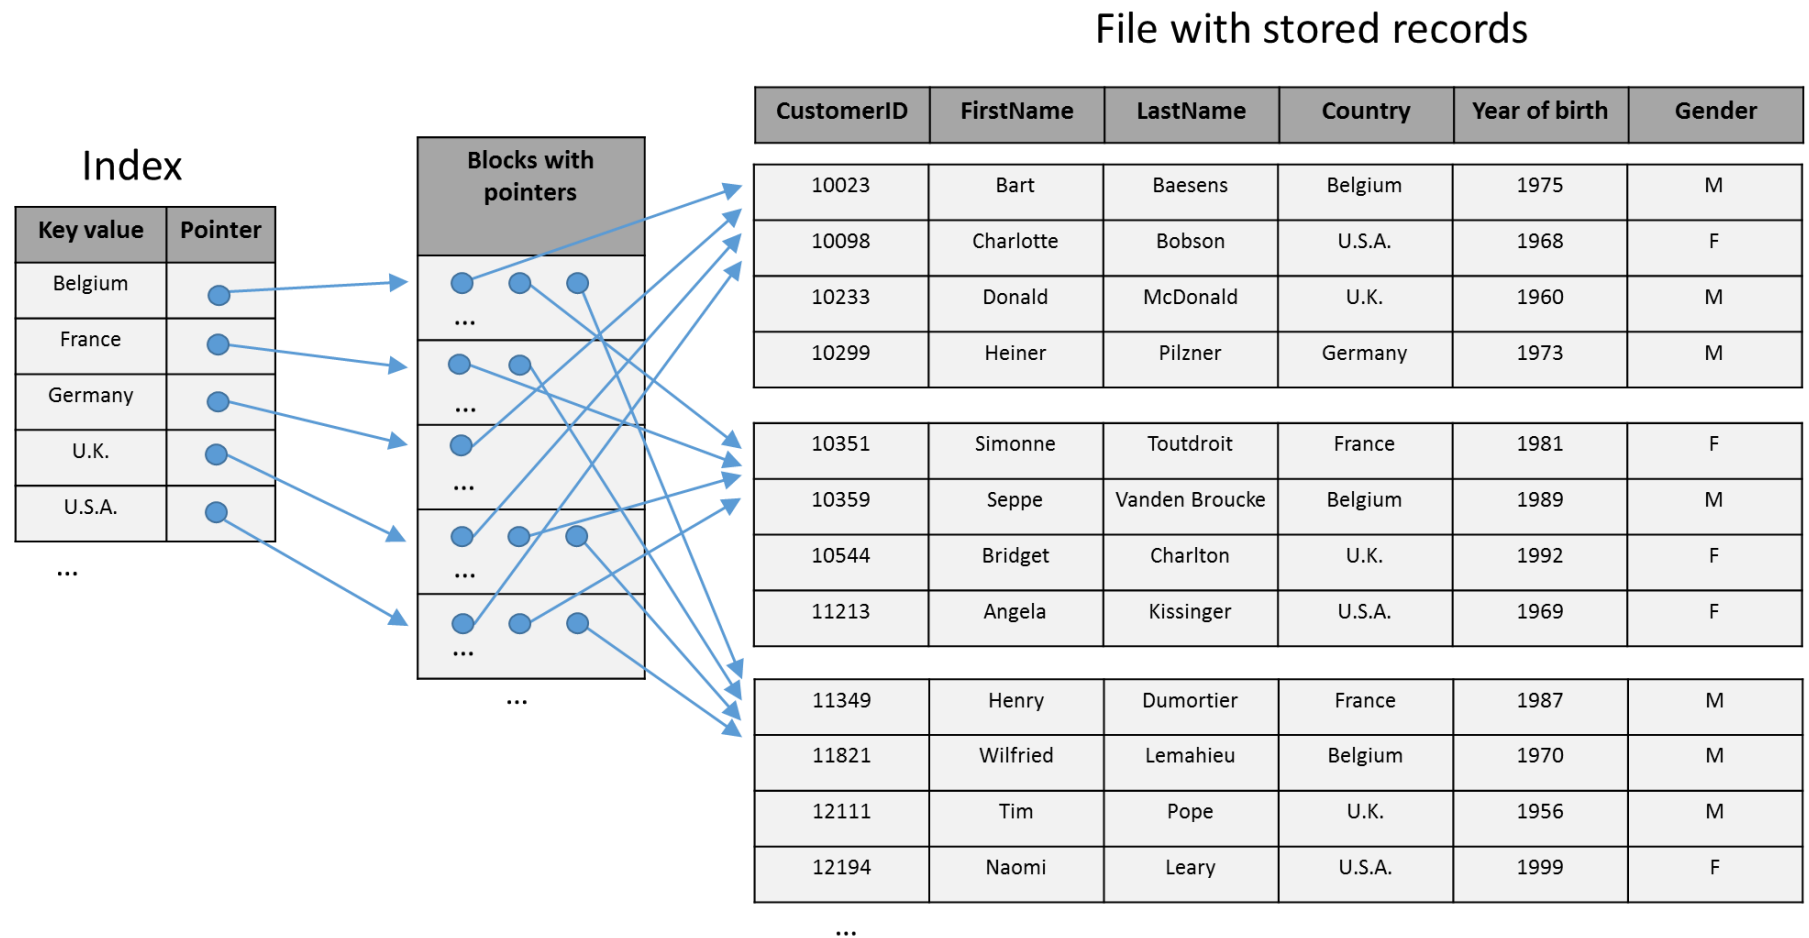 File with stored records
Index
Key value Pointer
Belgium
France
Germany
U.K.
U.S.A.
...
Blocks with
pointers
...
...
...
...
...
...
CustomerID FirstName LastName Country Year of birth Gender
10023 Bart Baesens Belgium 1975 M
10098 Charlotte Bobson U.S.A. 1968 F
10233 Donald McDonald U.K. 1960 M
10299 Heiner Pilzner Germany 1973 M
10351 Simonne Toutdroit France 1981 F
10359 Seppe Vanden Broucke Belgium 1989 M
10544 Bridget Charlton U.K. 1992 F
11213 Angela Kissinger U.S.A. 1969 F
11349 Henry Dumortier France 1987 M
11821 Wilfried Lemahieu Belgium 1970 M
12111 Tim Pope U.K. 1956 M
12194 Naomi Leary U.S.A. 1999 F
...